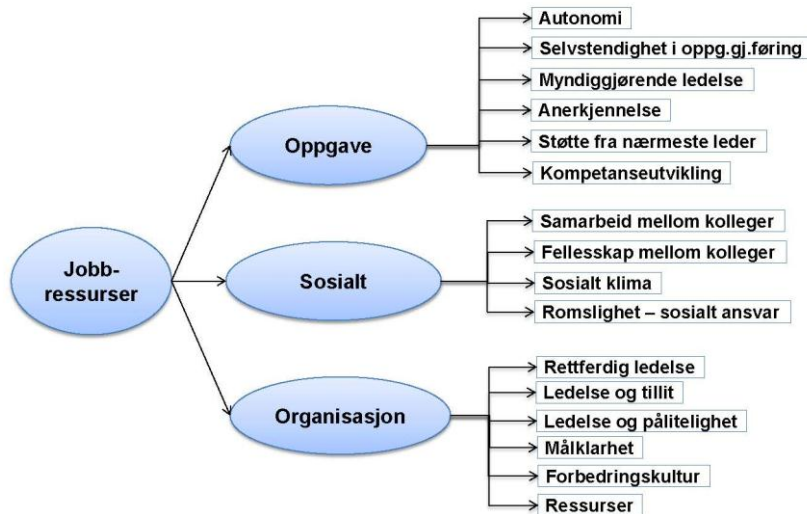 Jobb-
ressurser
Oppgave
Autonomi
Selvstendighet i oppg.gj.føring
Myndiggjørende ledelse
Anerkjennelse
Støtte fra nærmeste leder
Kompetanseutvikling
Sosialt
Samarbeid mellom kolleger
Fellesskap mellom kolleger
Sosialt klima
Romslighet – sosialt ansvar
Organisasjon
Rettferdig ledelse
Ledelse og tillit
Ledelse og pålitelighet
Målklarhet
Forbedringskultur
Ressurser